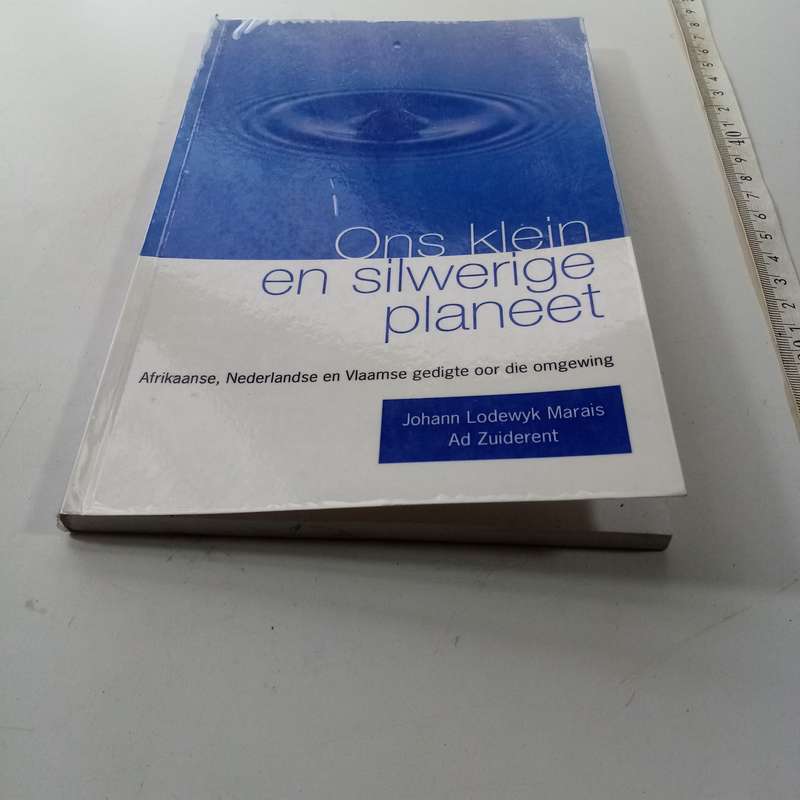 Ons klein
en silwerige
planeet
Afrikaanse, Nederlandse en Vlaamse gedigte oor die omgewing
Johann Lodewyk Marais
Ad Zuiderent